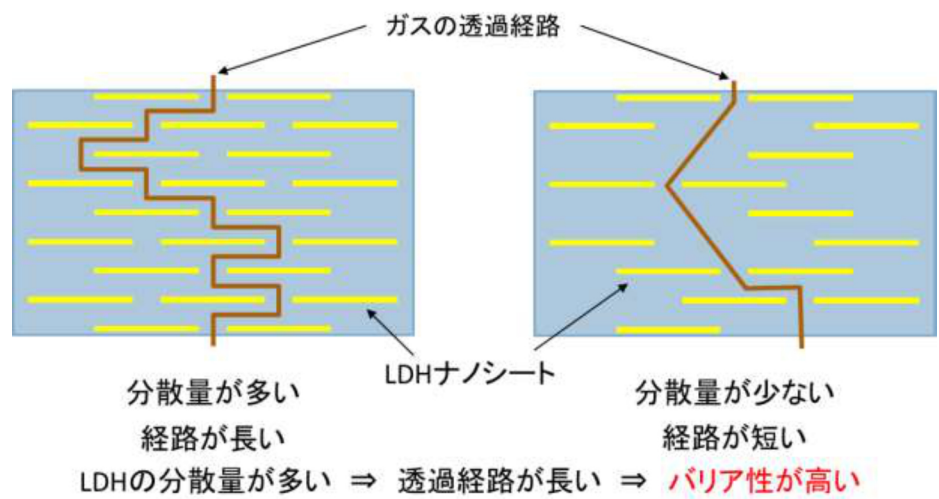 ガスの透過経路
LDHナノシート
分散量が多い
経路が長い
分散量が少ない
経路が短い
LDHの分散量が多い ⇒ 透過経路が長い ⇒ バリア性が高い